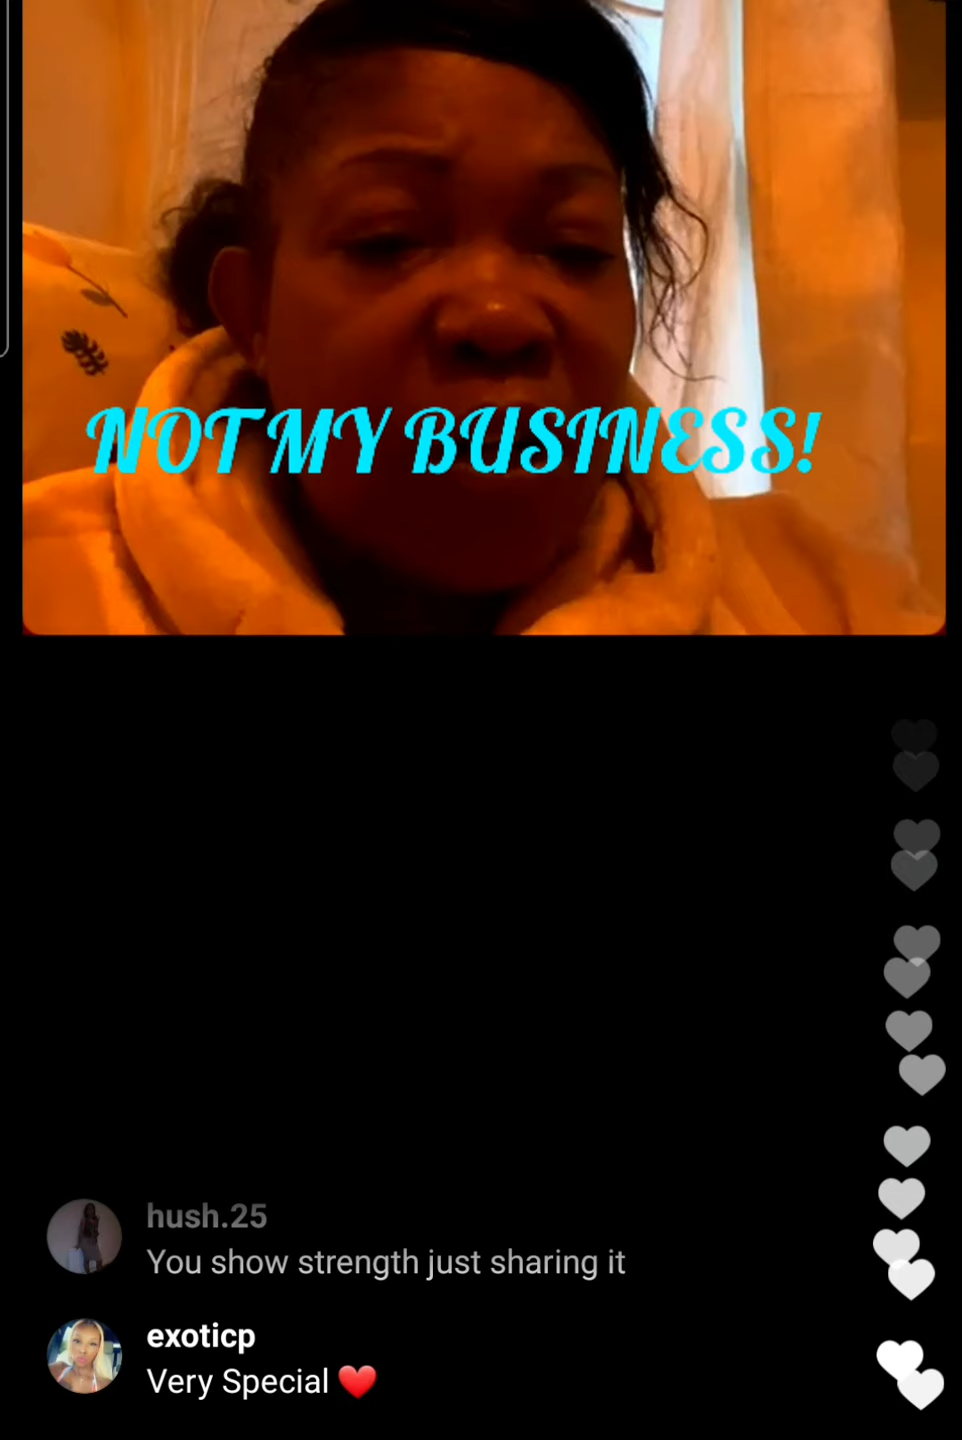 NOT MY BUSINESS!
hush.25
You show strength just sharing it
exoticp
Very Special ❤️